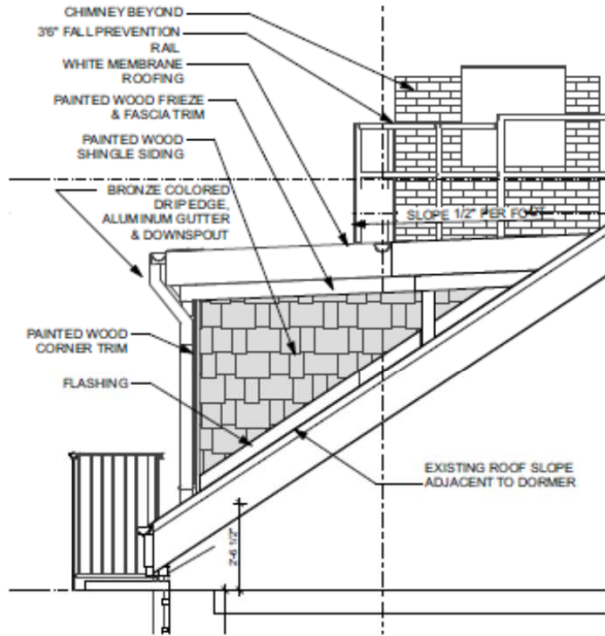 CHIMNEY BEYOND
3'6" FALL PREVENTION
RAIL
WHITE MEMBRANE
ROOFING
PAINTED WOOD FRIEZE
& FASCIA TRIM
PAINTED WOOD
SHINGLE SIDING
BRONZE COLORED
DRIP EDGE,
ALUMINUM GUTTER
& DOWNSPOUT
SLOPE 1/2" PER FOOT
PAINTED WOOD
CORNER TRIM
FLASHING
EXISTING ROOF SLOPE
ADJACENT TO DORMER
2'-6 1/2"